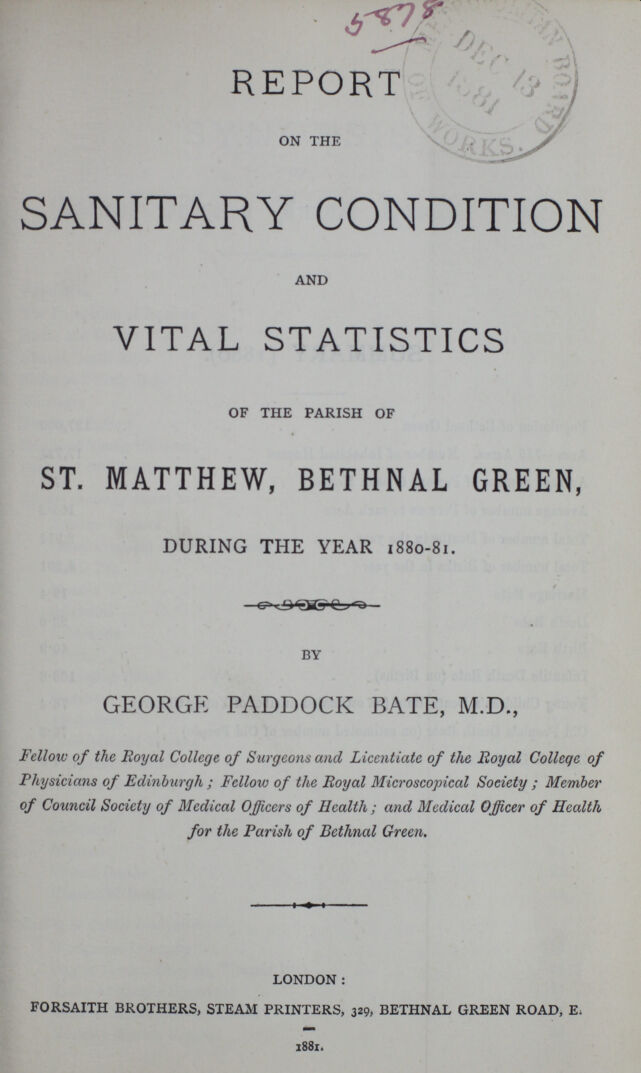 5878
METROPOLITAN BOARD OF WORKS.
DEC 13
1881
REPORT
ON THE
SANITARY CONDITION
AND
VITAL STATISTICS
OF THE PARISH OF
ST. MATTHEW, BETHNAL GREEN,
DURING THE YEAR 1880-81.
BY
GEORGE PADDOCK BATE, M.D.,
Fellow of the Royal College of Surgeons and Licentiate of the Royal College of
Physicians of Edinburgh; Fellow of the Royal Microscopical Society; Member
of Council Society of Medical Officers of Health; and Medical Officer of Health
for the Parish of Bethnal Green.
LONDON:
FORSAITH BROTHERS, STEAM PRINTERS, 329, BETHNAL GREEN ROAD, E.
1881.